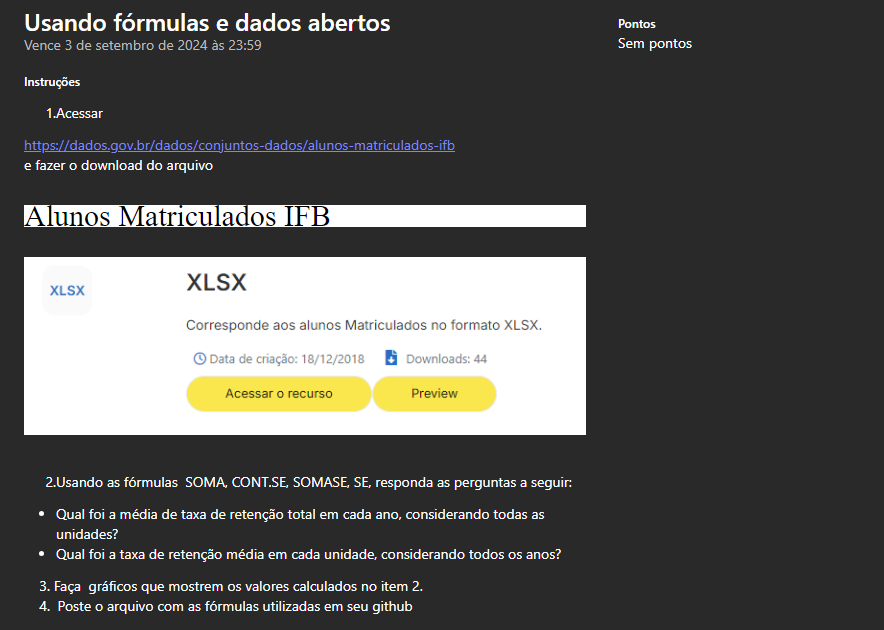 Usando fórmulas e dados abertos
Vence 3 de setembro de 2024 às 23:59
Pontos
Sem pontos
Instruções
1.Acessar
https://dados.gov.br/dados/conjuntos-dados/alunos-matriculados-ifb
e fazer o download do arquivo
Alunos Matriculados IFB
XLSX
XLSX
Corresponde aos alunos Matriculados no formato XLSX.
Data de criação: 18/12/2018 Downloads: 44
Acessar o recurso Preview
2.Usando as fórmulas SOMA, CONT.SE, SOMASE, SE, responda as perguntas a seguir:
• Qual foi a média de taxa de retenção total em cada ano, considerando todas as
unidades?
• Qual foi a taxa de retenção média em cada unidade, considerando todos os anos?
3. Faça gráficos que mostrem os valores calculados no item 2.
4. Poste o arquivo com as fórmulas utilizadas em seu github